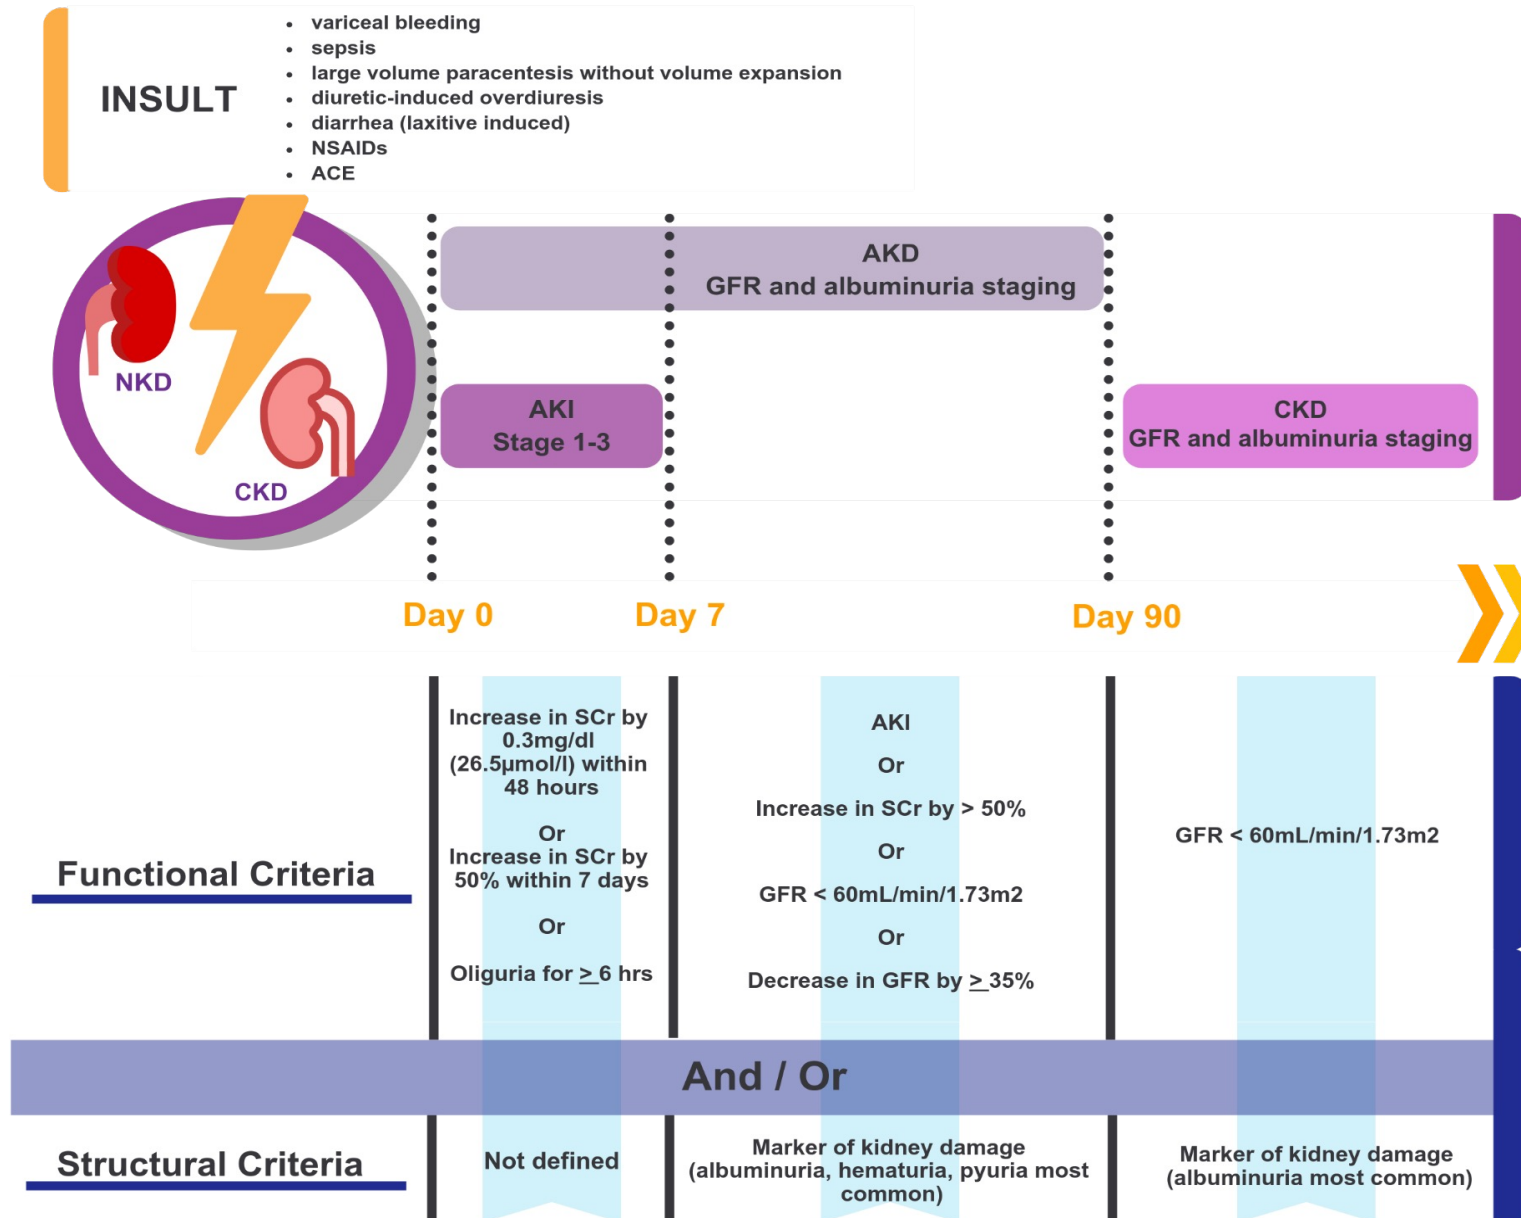 INSULT
• variceal bleeding
• sepsis
• large volume paracentesis without volume expansion
• diuretic-induced overdiuresis
• diarrhea (laxitive induced)
• NSAIDs
• ACE
NKD
CKD
AKD
GFR and albuminuria staging
AKI
Stage 1-3
CKD
GFR and albuminuria staging
Day 0
Day 7
Day 90
Functional Criteria
Increase in SCr by
0.3mg/dl
(26.5µmol/l) within
48 hours
Or
Increase in SCr by
50% within 7 days
Or
Oliguria for ≥ 6 hrs
AKI
Or
Increase in SCr by > 50%
Or
GFR < 60mL/min/1.73m2
Or
Decrease in GFR by ≥ 35%
GFR < 60mL/min/1.73m2
And / Or
Structural Criteria
Not defined
Marker of kidney damage
(albuminuria, hematuria, pyuria most
common)
Marker of kidney damage
(albuminuria most common)